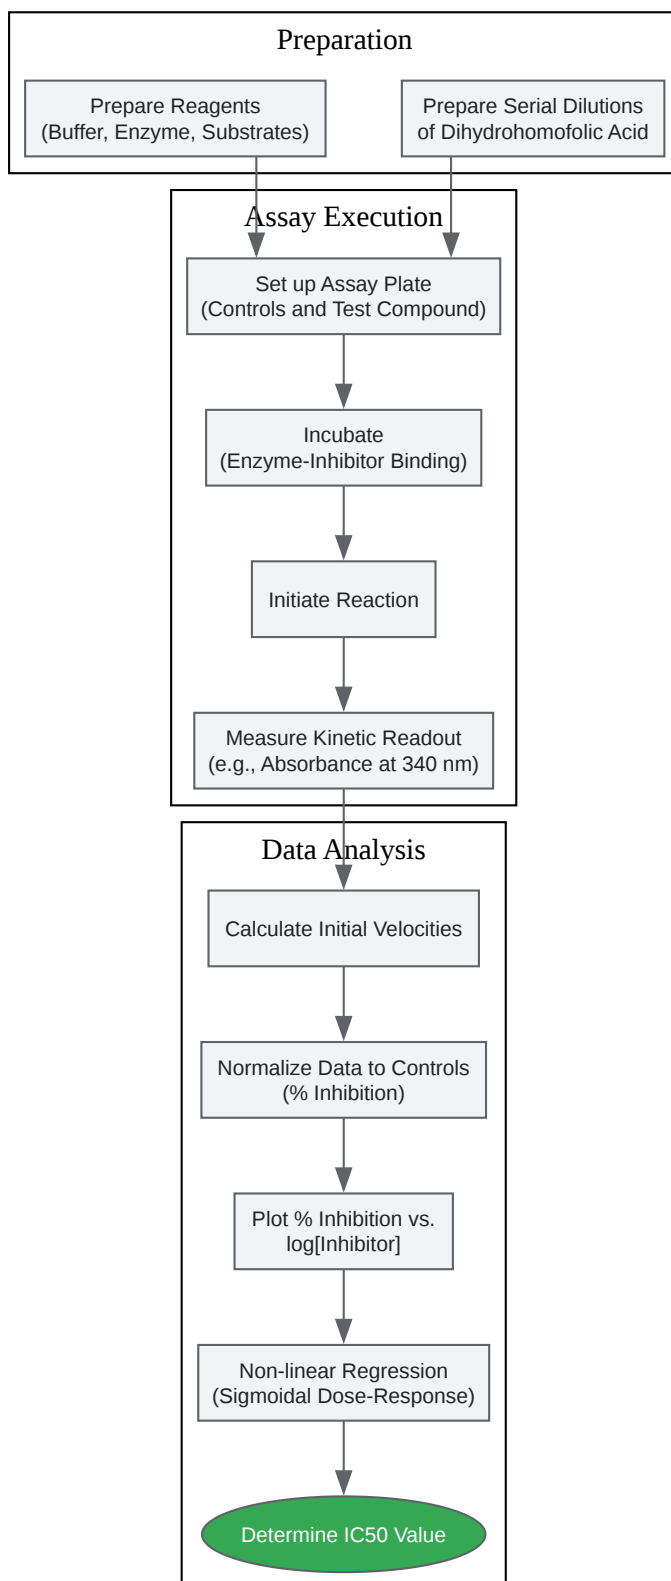 Preparation
Prepare Reagents
(Buffer, Enzyme, Substrates)
Prepare Serial Dilutions
of Dihydrohomofolic Acid
Assay Execution
Set up Assay Plate
(Controls and Test Compound)
Incubate
(Enzyme-Inhibitor Binding)
Initiate Reaction
Measure Kinetic Readout
(e.g., Absorbance at 340 nm)
Data Analysis
Calculate Initial Velocities
Normalize Data to Controls
(% Inhibition)
Plot % Inhibition vs.
log[Inhibitor]
Non-linear Regression
(Sigmoidal Dose-Response)
Determine IC50 Value